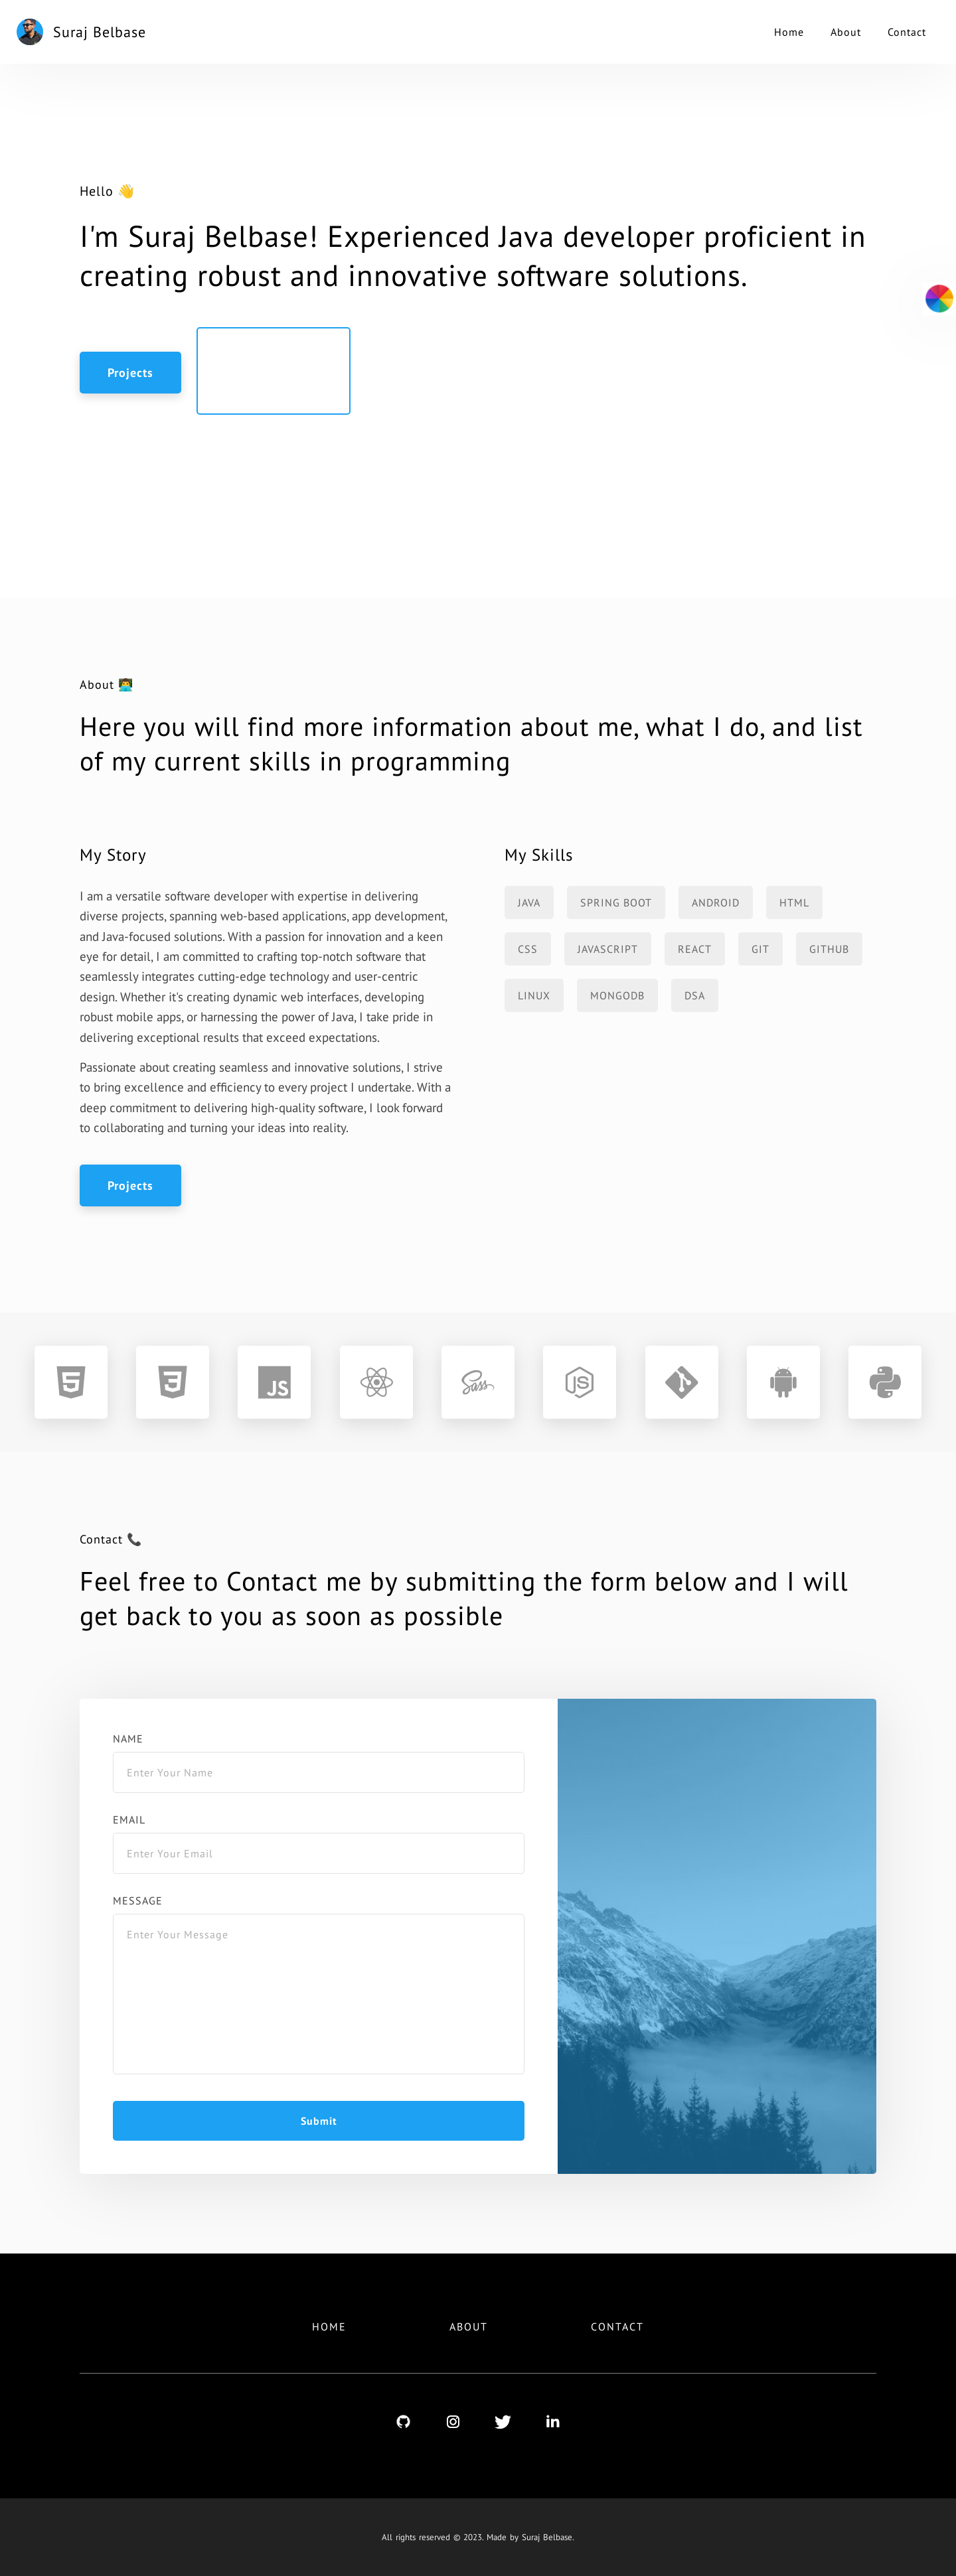 Suraj Belbase
Home About Contact
Hello 👋
I'm Suraj Belbase! Experienced Java developer proficient in
creating robust and innovative software solutions.
Projects
About 👨‍💻
Here you will find more information about me, what I do, and list
of my current skills in programming
My Story
I am a versatile software developer with expertise in delivering
diverse projects, spanning web-based applications, app development,
and Java-focused solutions. With a passion for innovation and a keen
eye for detail, I am committed to crafting top-notch software that
seamlessly integrates cutting-edge technology and user-centric
design. Whether it's creating dynamic web interfaces, developing
robust mobile apps, or harnessing the power of Java, I take pride in
delivering exceptional results that exceed expectations.
Passionate about creating seamless and innovative solutions, I strive
to bring excellence and efficiency to every project I undertake. With a
deep commitment to delivering high-quality software, I look forward
to collaborating and turning your ideas into reality.
Projects
My Skills
JAVA SPRING BOOT ANDROID HTML
CSS JAVASCRIPT REACT GIT GITHUB
LINUX MONGODB DSA
JS Sass JS
Contact 📞
Feel free to Contact me by submitting the form below and I will
get back to you as soon as possible
NAME
Enter Your Name
EMAIL
Enter Your Email
MESSAGE
Enter Your Message
Submit
HOME ABOUT CONTACT
All rights reserved © 2023. Made by Suraj Belbase.